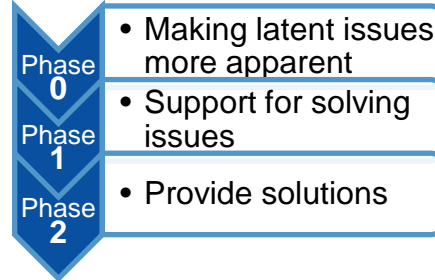 Phase
0
• Making latent issues
more apparent
Phase
1
• Support for solving
issues
Phase
2
• Provide solutions